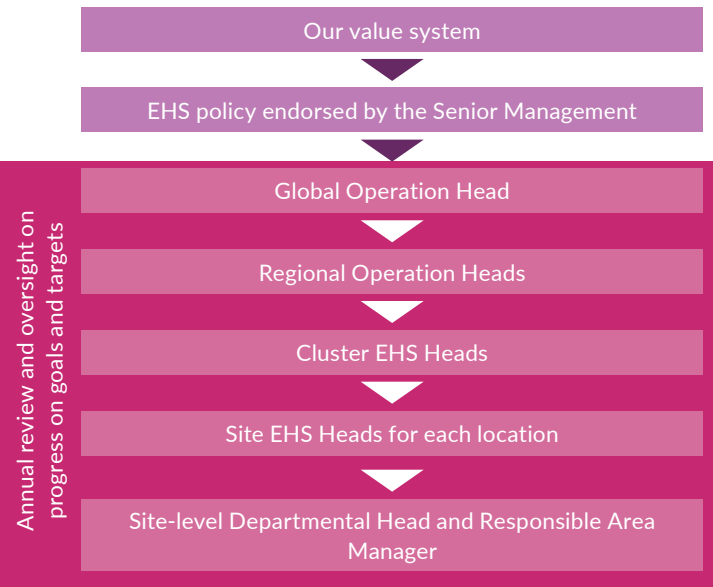 Our value system
EHS policy endorsed by the Senior Management
Annual review and oversight on
progress on goals and targets
Global Operation Head
Regional Operation Heads
Cluster EHS Heads
Site EHS Heads for each location
Site-level Departmental Head and Responsible Area
Manager